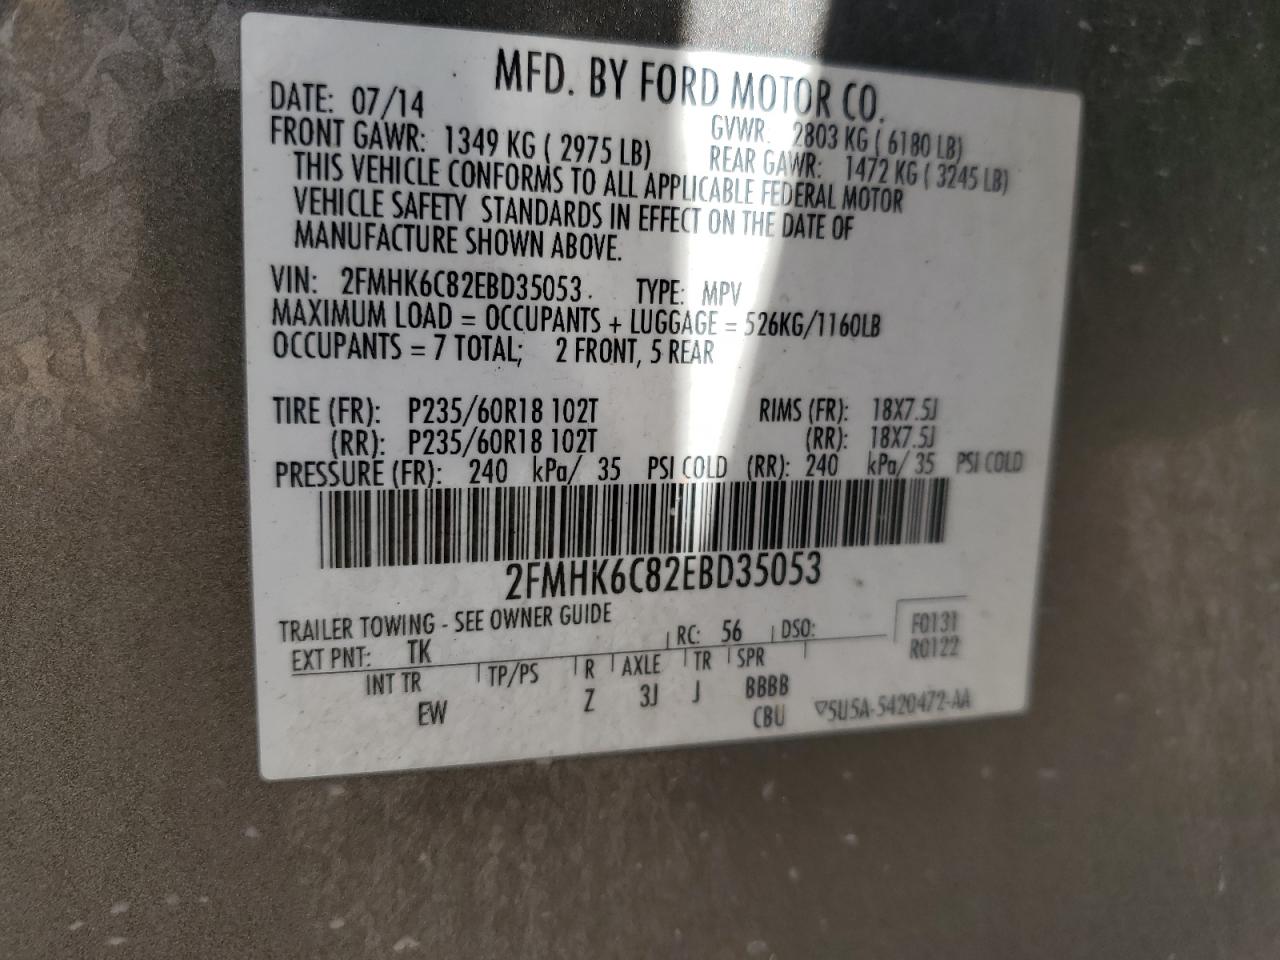 MFD. BY FORD MOTOR CO.
DATE: 07/14 GVWR: 2803 KG ( 6180 LB)
FRONT GAWR: 1349 KG ( 2975 LB) REAR GAWR: 1472 KG ( 3245 LB)
THIS VEHICLE CONFORMS TO ALL APPLICABLE FEDERAL MOTOR
VEHICLE SAFETY STANDARDS IN EFFECT ON THE DATE OF
MANUFACTURE SHOWN ABOVE.
VIN: 2FMHK6C82EBD35053 TYPE: MPV
MAXIMUM LOAD = OCCUPANTS + LUGGAGE = 526KG/1160LB
OCCUPANTS = 7 TOTAL; 2 FRONT, 5 REAR
TIRE (FR): P235/60R18 102T RIMS (FR): 18X7.5J
(RR): P235/60R18 102T (RR): 18X7.5J
PRESSURE (FR): 240 kPa/ 35 PSI COLD (RR): 240 kPa/ 35 PSI COLD
2FMHK6C82EBD35053
TRAILER TOWING - SEE OWNER GUIDE
EXT PNT: TK RC: 56 DSO: F0131
R0122
INT TR TP/PS R AXLE TR SPR
EW Z 3J J BBBB
CBU ▽5U5A-5420472-AA